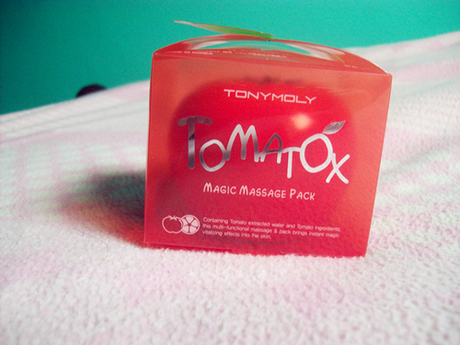 TONYMOLY
TOMATOX
MAGIC MASSAGE PACK
Containing Tomato extracted water and Tomato ingredients,
this multi-functional massage & pack brings instant magic
vitalizing effects into the skin.